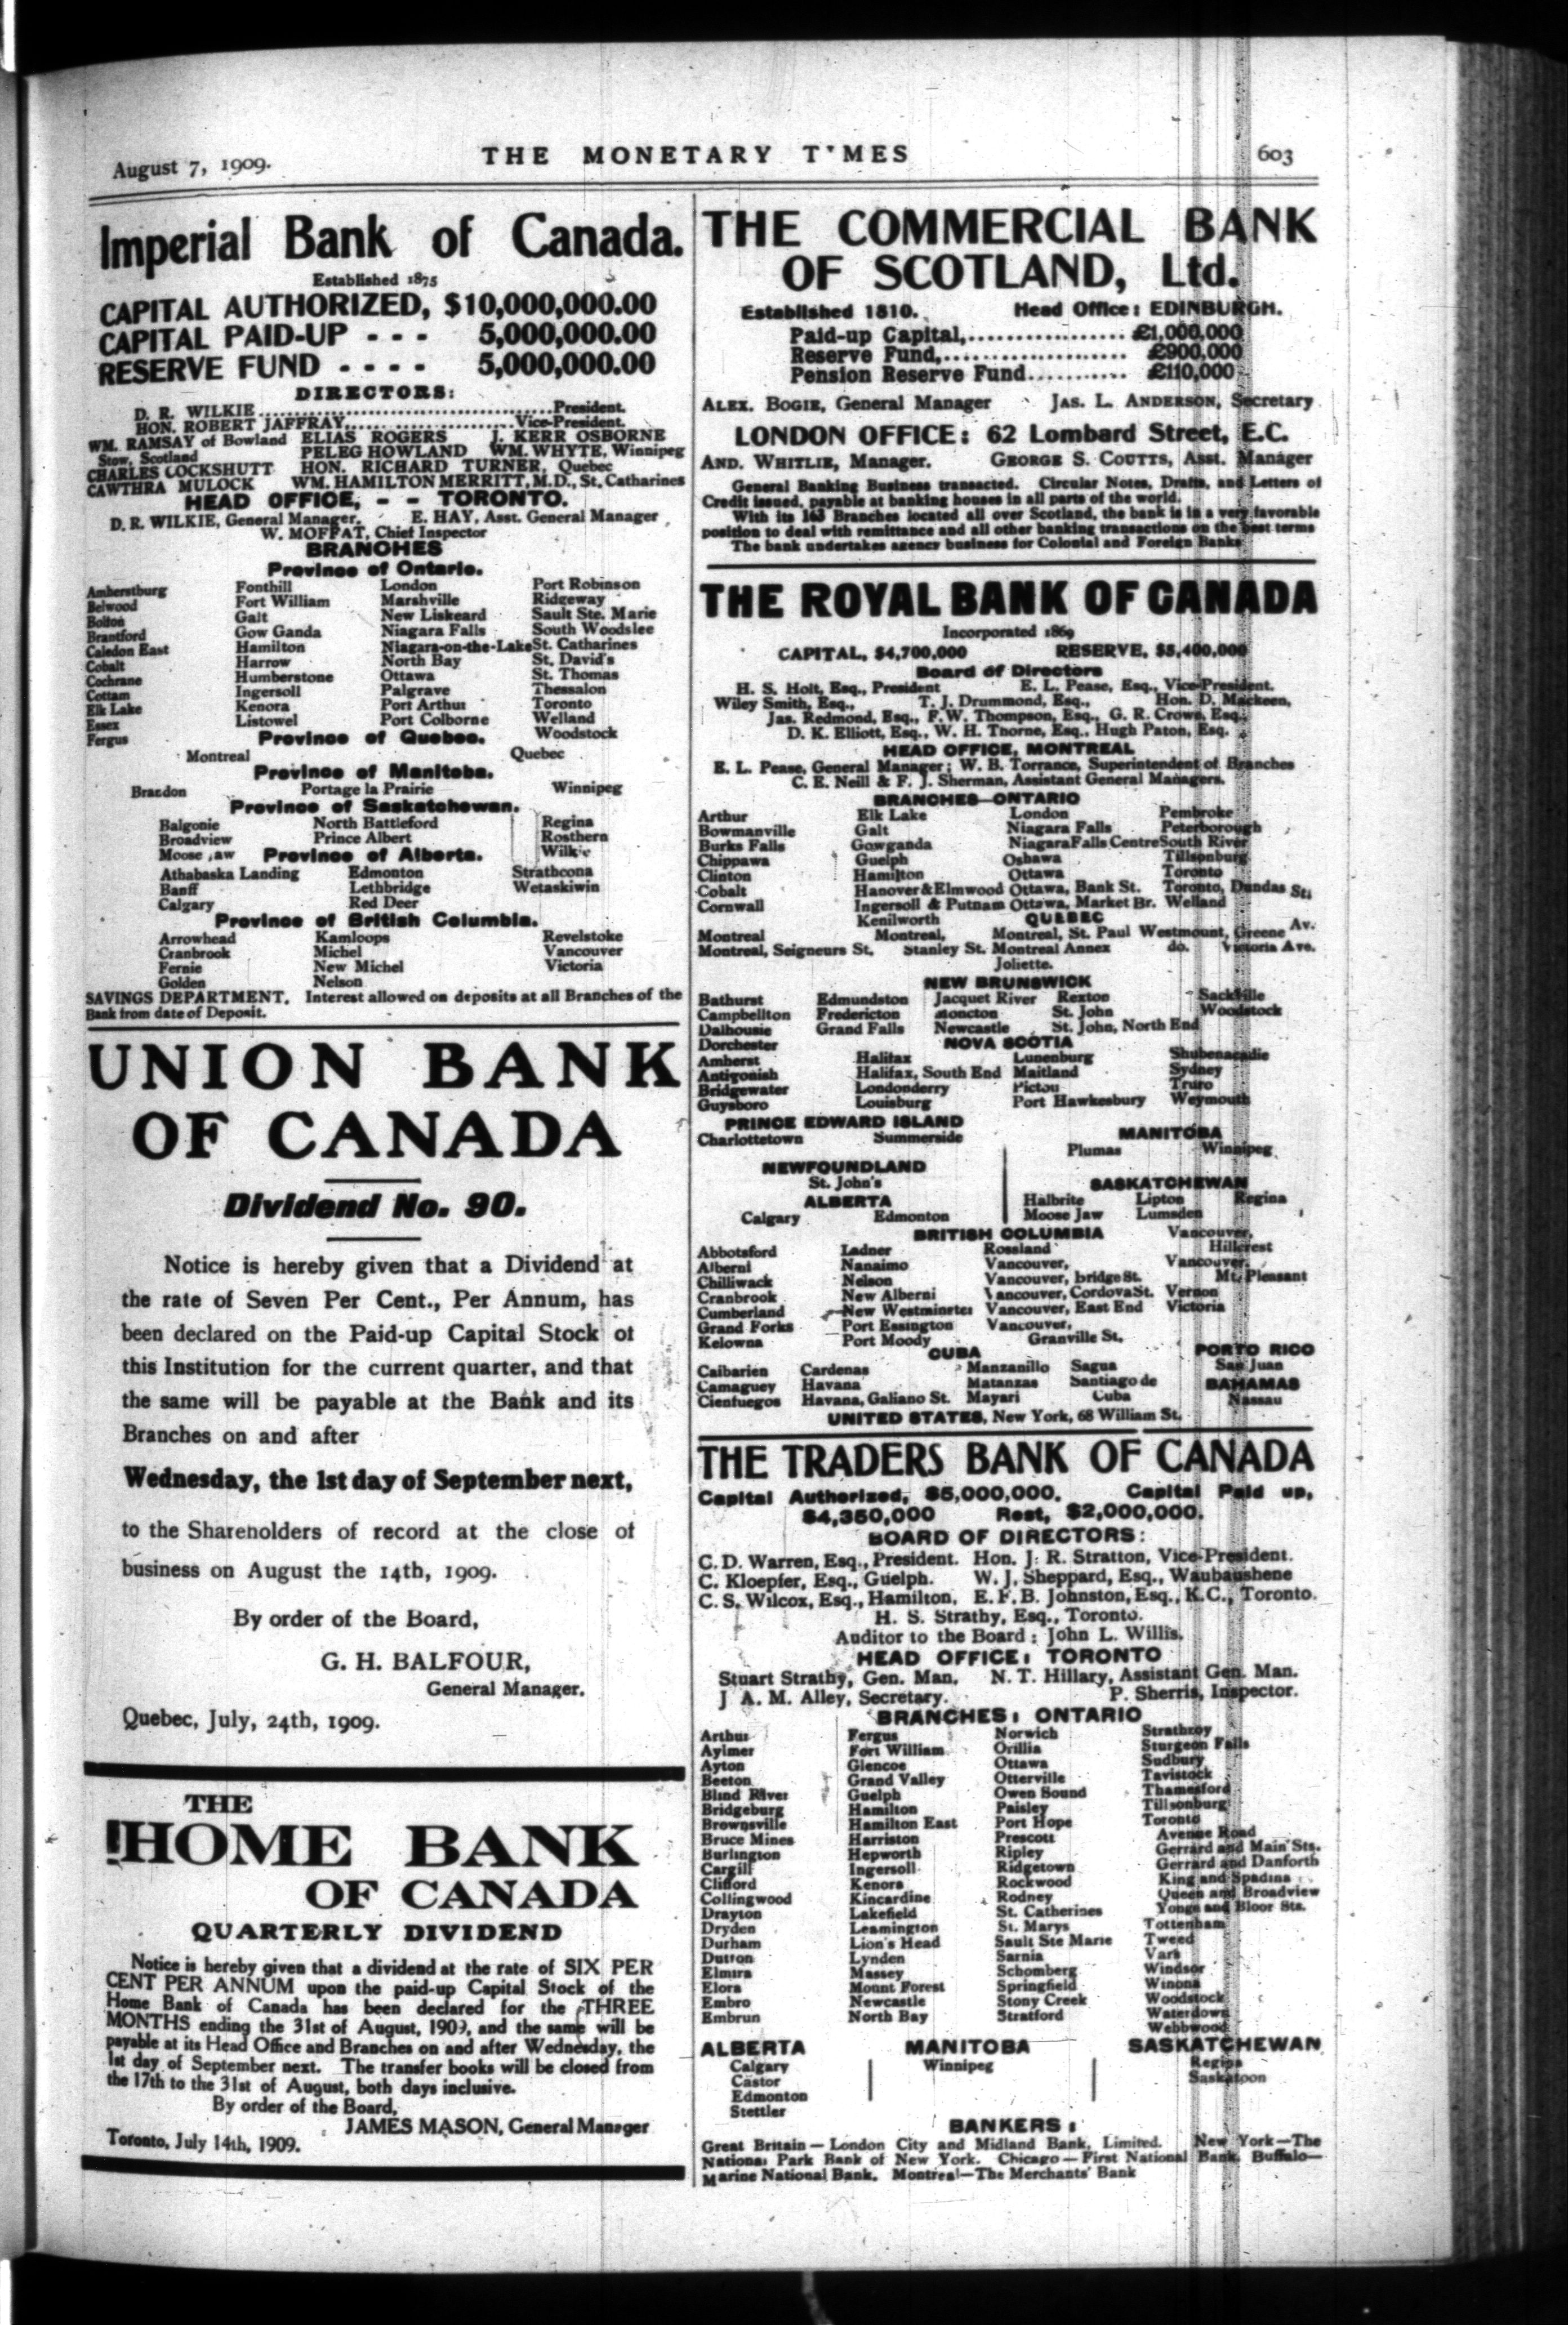 August 7, 1909.
THE MONETARY T'MES
603
Imperial Bank of Canada.
Established 1875
CAPITAL AUTHORIZED, $10,000,000.00
CAPITAL PAID-UP - - - 5,000,000.00
RESERVE FUND - - - - 5,000,000.00
DIRECTORS:
D. R. WILKIE ........ President.
HON. ROBERT JAFFRAY ........ Vice-President.
WM. RAMSAY of Bowland ELIAS ROGERS J. KERR OSBORNE
Stow, Scotland PELEG HOWLAND WM. WHYTE, Winnipeg
CHARLES COCKSHUTT HON. RICHARD TURNER, Quebec
CAWTHRA MULOCK WM. HAMILTON MERRITT, M.D., St. Catharines
HEAD OFFICE, - - TORONTO.
D. R. WILKIE, General Manager. E. HAY, Asst. General Manager
W. MOFFAT, Chief Inspector
BRANCHES
Province of Ontario.
Amherstburg Fonthill London Port Robinson
Belwood Fort William Marshville Ridgeway
Bolton Galt New Liskeard Sault Ste. Marie
Brantford Gow Ganda Niagara Falls South Woodslee
Caledon East Hamilton Niagara-on-the-Lake St. Catharines
Cobalt Harrow North Bay St. David's
Cochrane Humberstone Ottawa St. Thomas
Cottam Ingersoll Palgrave Thessalon
Elk Lake Kenora Port Arthur Toronto
Essex Listowel Port Colborne Welland
Fergus Woodstock
Province of Quebec.
Montreal Quebec
Province of Manitoba.
Brandon Portage la Prairie Winnipeg
Province of Saskatchewan.
Balgonie North Battleford Regina
Broadview Prince Albert Rosthern
Moose Jaw Wilkie
Province of Alberta.
Athabaska Landing Edmonton Strathcona
Banff Lethbridge Wetaskiwin
Calgary Red Deer
Province of British Columbia.
Arrowhead Kamloops Revelstoke
Cranbrook Michel Vancouver
Fernie New Michel Victoria
Golden Nelson
SAVINGS DEPARTMENT. Interest allowed on deposits at all Branches of the
Bank from date of Deposit.
UNION BANK
OF CANADA
Dividend No. 90.
Notice is hereby given that a Dividend at
the rate of Seven Per Cent., Per Annum, has
been declared on the Paid-up Capital Stock of
this Institution for the current quarter, and that
the same will be payable at the Bank and its
Branches on and after
Wednesday, the 1st day of September next,
to the Shareholders of record at the close of
business on August the 14th, 1909.
By order of the Board,
G. H. BALFOUR,
General Manager.
Quebec, July, 24th, 1909.
THE
HOME BANK
OF CANADA
QUARTERLY DIVIDEND
Notice is hereby given that a dividend at the rate of SIX PER
CENT PER ANNUM upon the paid-up Capital Stock of the
Home Bank of Canada has been declared for the THREE
MONTHS ending the 31st of August, 1909, and the same will be
payable at its Head Office and Branches on and after Wednesday, the
1st day of September next. The transfer books will be closed from
the 17th to the 31st of August, both days inclusive.
By order of the Board,
JAMES MASON, General Manager
Toronto, July 14th, 1909.
THE COMMERCIAL BANK
OF SCOTLAND, Ltd.
Established 1810. Head Office: EDINBURGH.
Paid-up Capital,................ £1,000,000
Reserve Fund,................... £900,000
Pension Reserve Fund........... £110,000
ALEX. BOGIE, General Manager JAS. L. ANDERSON, Secretary
LONDON OFFICE: 62 Lombard Street, E.C.
AND. WHITLIE, Manager. GEORGE S. COUTTS, Asst. Manager
General Banking Business transacted. Circular Notes, Drafts, and Letters of
Credit issued, payable at banking houses in all parts of the world.
With its 163 Branches located all over Scotland, the bank is in a very favorable
position to deal with remittance and all other banking transactions on the best terms
The bank undertakes agency business for Colonial and Foreign Banks
THE ROYAL BANK OF CANADA
Incorporated 1869
CAPITAL, $4,700,000 RESERVE, $5,400,000
Board of Directors
H. S. Holt, Esq., President E. L. Pease, Esq., Vice-President.
Wiley Smith, Esq., T. J. Drummond, Esq., Hon. D. Mackeen,
Jas. Redmond, Esq., F. W. Thompson, Esq., G. R. Crowe, Esq.,
D. K. Elliott, Esq., W. H. Thorne, Esq., Hugh Paton, Esq.
HEAD OFFICE, MONTREAL
E. L. Pease, General Manager; W. B. Torrance, Superintendent of Branches
C. E. Neill & F. J. Sherman, Assistant General Managers.
BRANCHES—ONTARIO
Arthur Elk Lake London Pembroke
Bowmanville Galt Niagara Falls Peterborough
Burks Falls Gowganda Niagara Falls Centre South River
Chippawa Guelph Oshawa Tillsonburg
Clinton Hamilton Ottawa Toronto
Cobalt Hanover & Elmwood Ottawa, Bank St. Toronto, Dundas St.
Cornwall Ingersoll & Putnam Ottawa, Market Br. Welland
Kenilworth
QUEBEC
Montreal Montreal, Montreal, St. Paul Westmount, Greene Av.
Montreal, Seigneurs St. Stanley St. Montreal Annex do. Victoria Ave.
Joliette.
NEW BRUNSWICK
Bathurst Edmundston Jacquet River Rexton Sackville
Campbellton Fredericton Moncton St. John Woodstock
Dalhousie Grand Falls Newcastle St. John, North End
Dorchester
NOVA SCOTIA
Amherst Halifax Lunenburg Shubenacadie
Antigonish Halifax, South End Maitland Sydney
Bridgewater Londonderry Pictou Truro
Guysboro Louisburg Port Hawkesbury Weymouth
PRINCE EDWARD ISLAND
Charlottetown Summerside
MANITOBA
Plumas Winnipeg
NEWFOUNDLAND
St. John's
ALBERTA
Calgary Edmonton
SASKATCHEWAN
Halbrite Lipton Regina
Moose Jaw Lumsden
BRITISH COLUMBIA
Abbotsford Ladner Rossland Vancouver, Hillcrest
Alberni Nanaimo Vancouver, Vancouver,
Chilliwack Nelson Vancouver, bridge St. Mt. Pleasant
Cranbrook New Alberni Vancouver, Cordova St. Vernon
Cumberland New Westminster Vancouver, East End Victoria
Grand Forks Port Essington Vancouver,
Kelowna Port Moody Granville St.
CUBA
Caibarien Cardenas Manzanillo Sagua
Camaguey Havana Matanzas Santiago de
Cienfuegos Havana, Galiano St. Mayari Cuba
PORTO RICO
San Juan
BAHAMAS
Nassau
UNITED STATES, New York, 68 William St.
THE TRADERS BANK OF CANADA
Capital Authorized, $5,000,000. Capital Paid up,
$4,350,000 Rest, $2,000,000.
BOARD OF DIRECTORS:
C. D. Warren, Esq., President. Hon. J. R. Stratton, Vice-President.
C. Kloepfer, Esq., Guelph. W. J. Sheppard, Esq., Waubaushene
C. S. Wilcox, Esq., Hamilton, E. F. B. Johnston, Esq., K.C., Toronto.
H. S. Strathy, Esq., Toronto.
Auditor to the Board: John L. Willis.
HEAD OFFICE: TORONTO
Stuart Strathy, Gen. Man. N. T. Hillary, Assistant Gen. Man.
J A. M. Alley, Secretary. P. Sherris, Inspector.
BRANCHES: ONTARIO
Arthur Fergus Norwich Strathroy
Aylmer Fort William Orillia Sturgeon Falls
Ayton Glencoe Ottawa Sudbury
Beeton Grand Valley Otterville Tavistock
Blind River Guelph Owen Sound Thamesford
Bridgeburg Hamilton Paisley Tillsonburg
Brownsville Hamilton East Port Hope Toronto
Bruce Mines Harriston Prescott Avenue Road
Burlington Hepworth Ripley Gerrard and Main Sts.
Cargill Ingersoll Ridgetown Gerrard and Danforth
Clifford Kenora Rockwood King and Spadina
Collingwood Kincardine Rodney Queen and Broadview
Drayton Lakefield St. Catherines Yonge and Bloor Sts.
Dryden Leamington St. Marys Tottenham
Durham Lion's Head Sault Ste Marie Tweed
Dutton Lynden Sarnia Vars
Elmira Massey Schomberg Windsor
Elora Mount Forest Springfield Winona
Embro Newcastle Stony Creek Woodstock
Embrun North Bay Stratford Waterdown
Webbwood
ALBERTA
Calgary
Castor
Edmonton
Stettler
MANITOBA
Winnipeg
SASKATCHEWAN
Regina
Saskatoon
BANKERS:
Great Britain — London City and Midland Bank, Limited. New York—The
National Park Bank of New York. Chicago — First National Bank. Buffalo—
Marine National Bank. Montreal—The Merchants' Bank